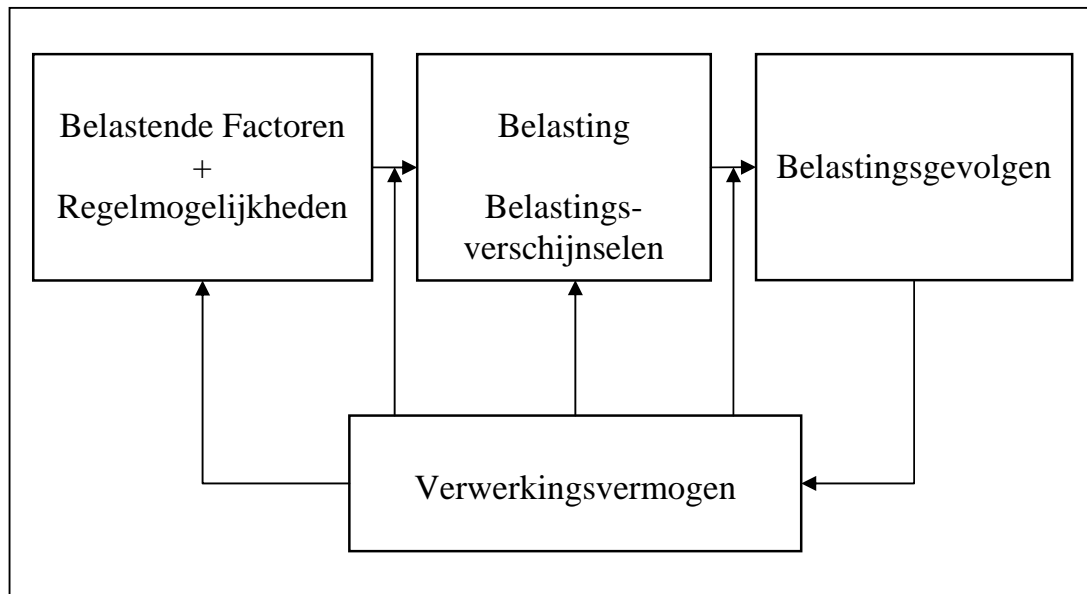 Belastende Factoren
+
Regelmogelijkheden
Belasting
Belastings-
verschijnselen
Belastingsgevolgen
Verwerkingsvermogen